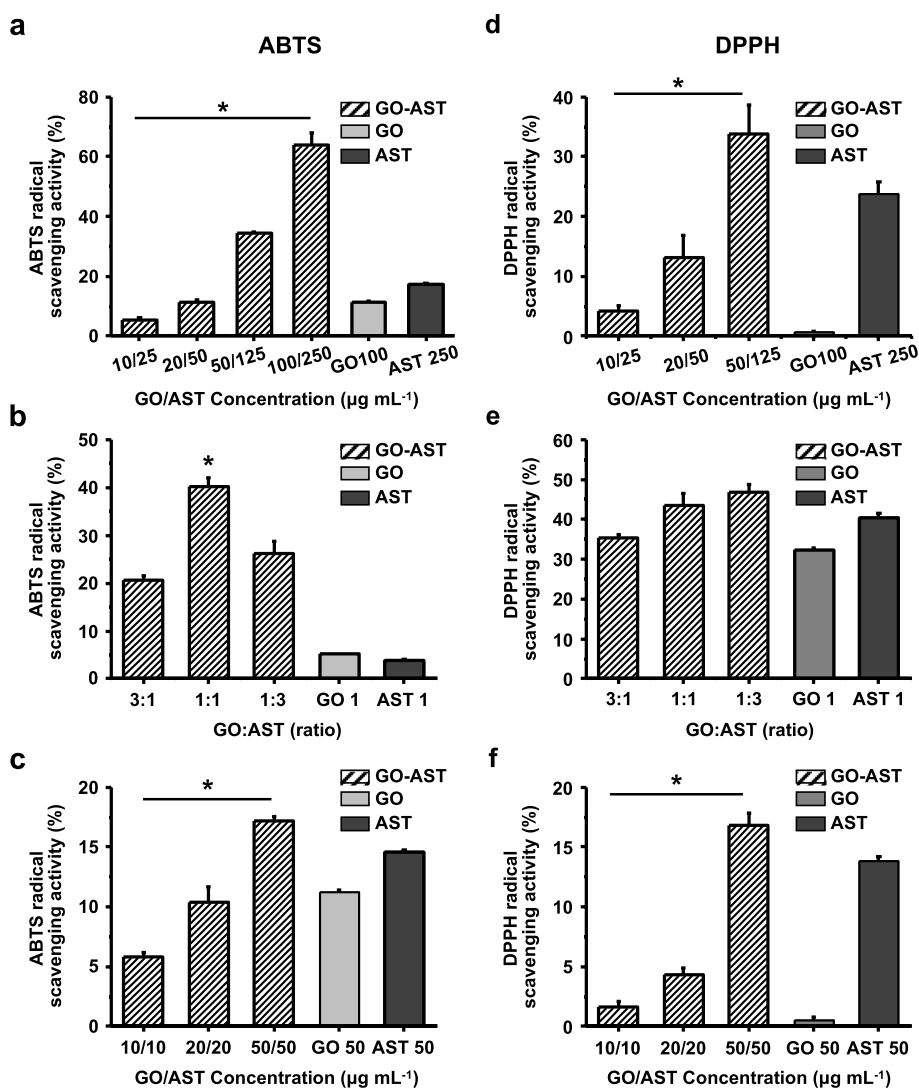 a
ABTS
ABTS radical
scavenging activity (%)
80
60
40
20
0
*
GO-AST
GO
AST
10/25
20/50
50/125
100/250
GO100
AST 250
GO/AST Concentration (µg mL⁻¹)
d
DPPH
DPPH radical
scavenging activity (%)
40
30
20
10
0
*
GO-AST
GO
AST
10/25
20/50
50/125
GO100
AST 250
GO/AST Concentration (µg mL⁻¹)
b
ABTS radical
scavenging activity (%)
50
40
30
20
10
0
*
GO-AST
GO
AST
3:1
1:1
1:3
GO 1
AST 1
GO:AST (ratio)
e
DPPH radical
scavenging activity (%)
60
50
40
30
20
10
0
GO-AST
GO
AST
3:1
1:1
1:3
GO 1
AST 1
GO:AST (ratio)
c
ABTS radical
scavenging activity (%)
20
15
10
5
0
*
GO-AST
GO
AST
10/10
20/20
50/50
GO 50
AST 50
GO/AST Concentration (µg mL⁻¹)
f
DPPH radical
scavenging activity (%)
20
15
10
5
0
*
GO-AST
GO
AST
10/10
20/20
50/50
GO 50
AST 50
GO/AST Concentration (µg mL⁻¹)